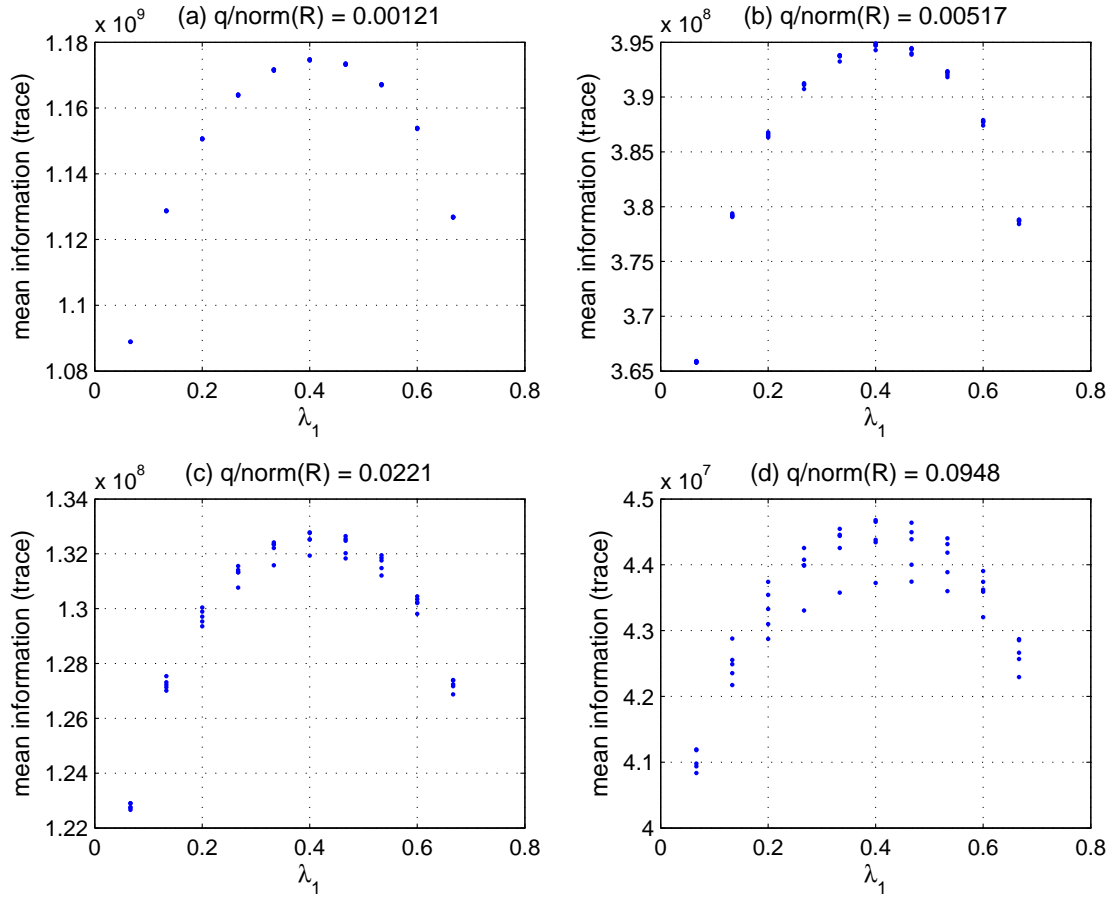 (a) q/norm(R) = 0.00121
x 10^9
1.18
1.16
1.14
1.12
1.1
1.08
mean information (trace)
0 0.2 0.4 0.6 0.8
λ_1
(b) q/norm(R) = 0.00517
x 10^8
3.95
3.9
3.85
3.8
3.75
3.7
3.65
mean information (trace)
0 0.2 0.4 0.6 0.8
λ_1
(c) q/norm(R) = 0.0221
x 10^8
1.34
1.32
1.3
1.28
1.26
1.24
1.22
mean information (trace)
0 0.2 0.4 0.6 0.8
λ_1
(d) q/norm(R) = 0.0948
x 10^7
4.5
4.4
4.3
4.2
4.1
4
mean information (trace)
0 0.2 0.4 0.6 0.8
λ_1